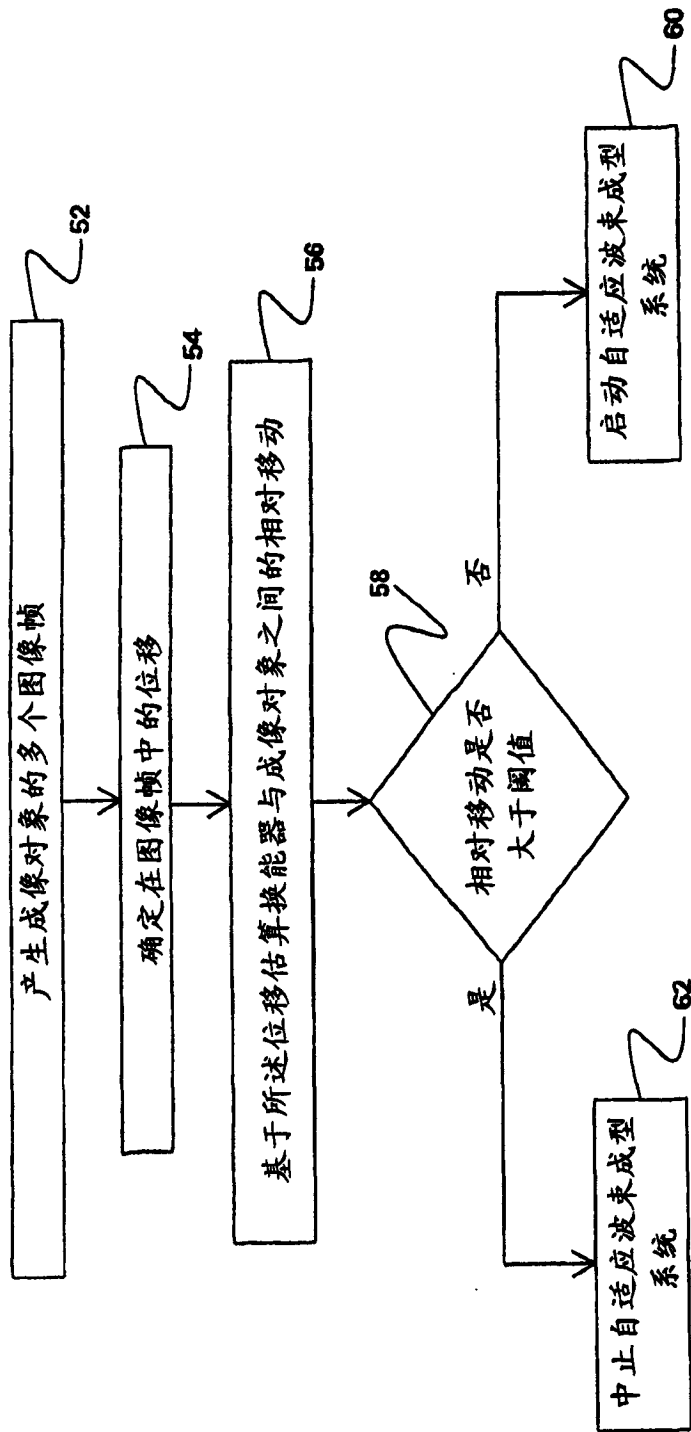 产生成像对象的多个图像帧
52
确定在图像帧中的位移
54
基于所述位移估算换能器与成像对象之间的相对移动
56
相对移动是否
大于阈值
58
是
否
中止自适应波束成型
系统
62
启动自适应波束成型
系统
60